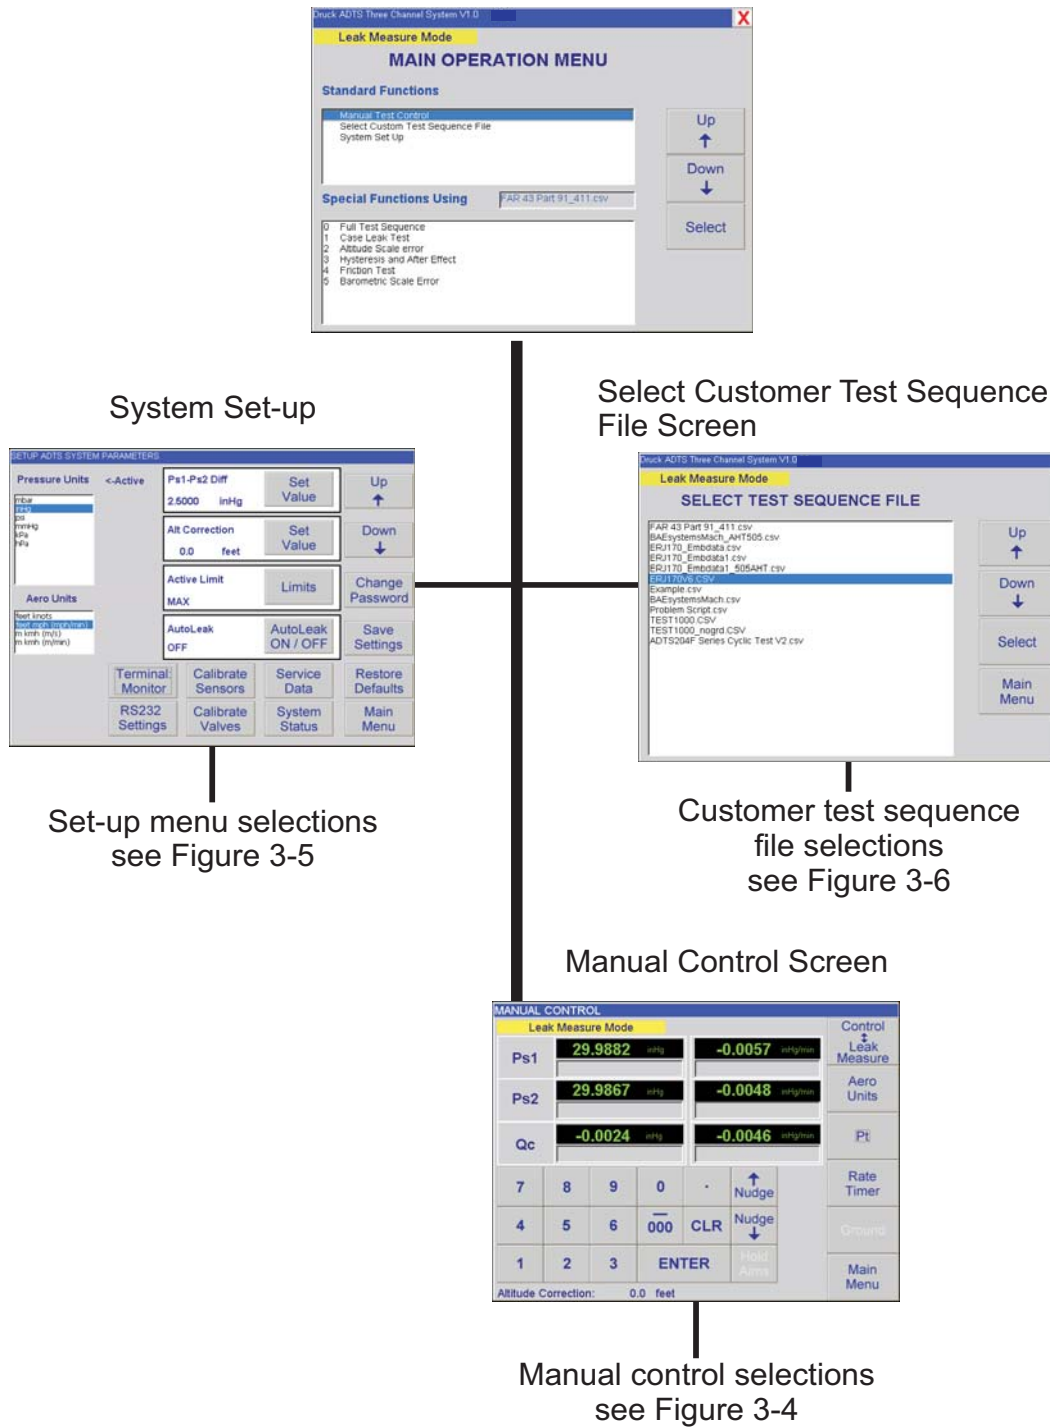 Druck ADTS Three Channel System V1.0
X
Leak Measure Mode
MAIN OPERATION MENU
Standard Functions
Manual Test Control
Select Custom Test Sequence File
System Set Up
Up
Down
Select
Special Functions Using
FAR 43 Part 91_411.csv
0 Full Test Sequence
1 Case Leak Test
2 Altitude Scale error
3 Hysteresis and After Effect
4 Friction Test
5 Barometric Scale Error
System Set-up
SETUP ADTS SYSTEM PARAMETERS
Pressure Units
<-Active
mbar
inHg
psi
mmHg
kPa
hPa
Aero Units
feet knots
feet mph (mph/min)
m kmh (m/s)
m kmh (m/min)
Ps1-Ps2 Diff
2.5000 inHg
Set Value
Alt Correction
0.0 feet
Set Value
Active Limit
MAX
Limits
AutoLeak
OFF
AutoLeak ON / OFF
Up
Down
Change Password
Save Settings
Terminal Monitor
Calibrate Sensors
Service Data
Restore Defaults
RS232 Settings
Calibrate Valves
System Status
Main Menu
Set-up menu selections
see Figure 3-5
Select Customer Test Sequence
File Screen
Druck ADTS Three Channel System V1.0
Leak Measure Mode
SELECT TEST SEQUENCE FILE
FAR 43 Part 91_411.csv
BAEsystemsMach_AHT505.csv
ERJ170_Embdata.csv
ERJ170_Embdata1.csv
ERJ170_Embdata1_505AHT.csv
ERJ170V6.CSV
Example.csv
BAEsystemsMach.csv
Problem Script.csv
TEST1000.CSV
TEST1000_nogrd.CSV
ADTS204F Series Cyclic Test V2.csv
Up
Down
Select
Main Menu
Customer test sequence
file selections
see Figure 3-6
Manual Control Screen
MANUAL CONTROL
Leak Measure Mode
Ps1 29.9882 inHg -0.0057 inHg/min
Ps2 29.9867 inHg -0.0048 inHg/min
Qc -0.0024 inHg -0.0046 inHg/min
7 8 9 0 . Nudge
4 5 6 000 CLR Nudge
1 2 3 ENTER Hold Aims
Control
Leak Measure
Aero Units
Pt
Rate Timer
Ground
Main Menu
Altitude Correction: 0.0 feet
Manual control selections
see Figure 3-4